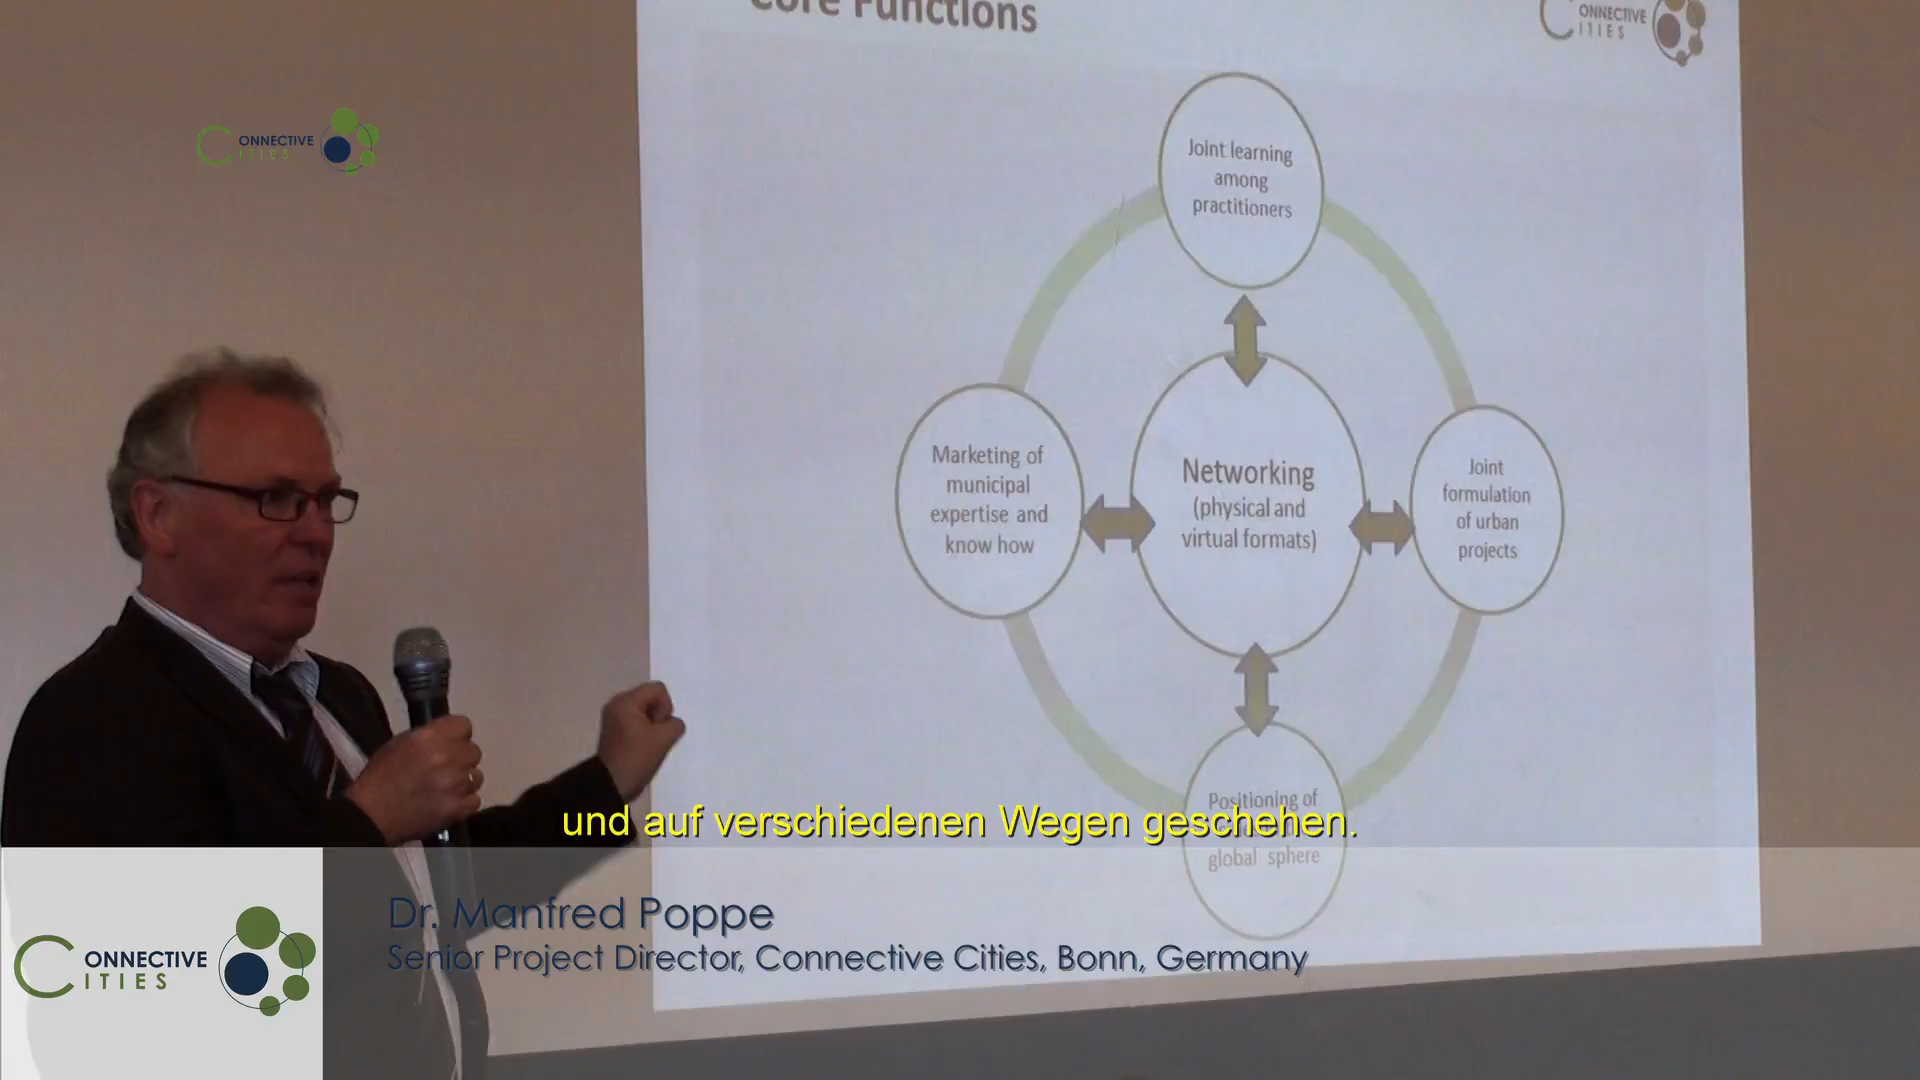 Core Functions
CONNECTIVE
CITIES
CONNECTIVE
CITIES
Joint learning
among
practitioners
Marketing of
municipal
expertise and
know how
Networking
(physical and
virtual formats)
Joint
formulation
of urban
projects
Positioning of
global sphere
und auf verschiedenen Wegen geschehen.
CONNECTIVE
CITIES
Dr. Manfred Poppe
Senior Project Director, Connective Cities, Bonn, Germany